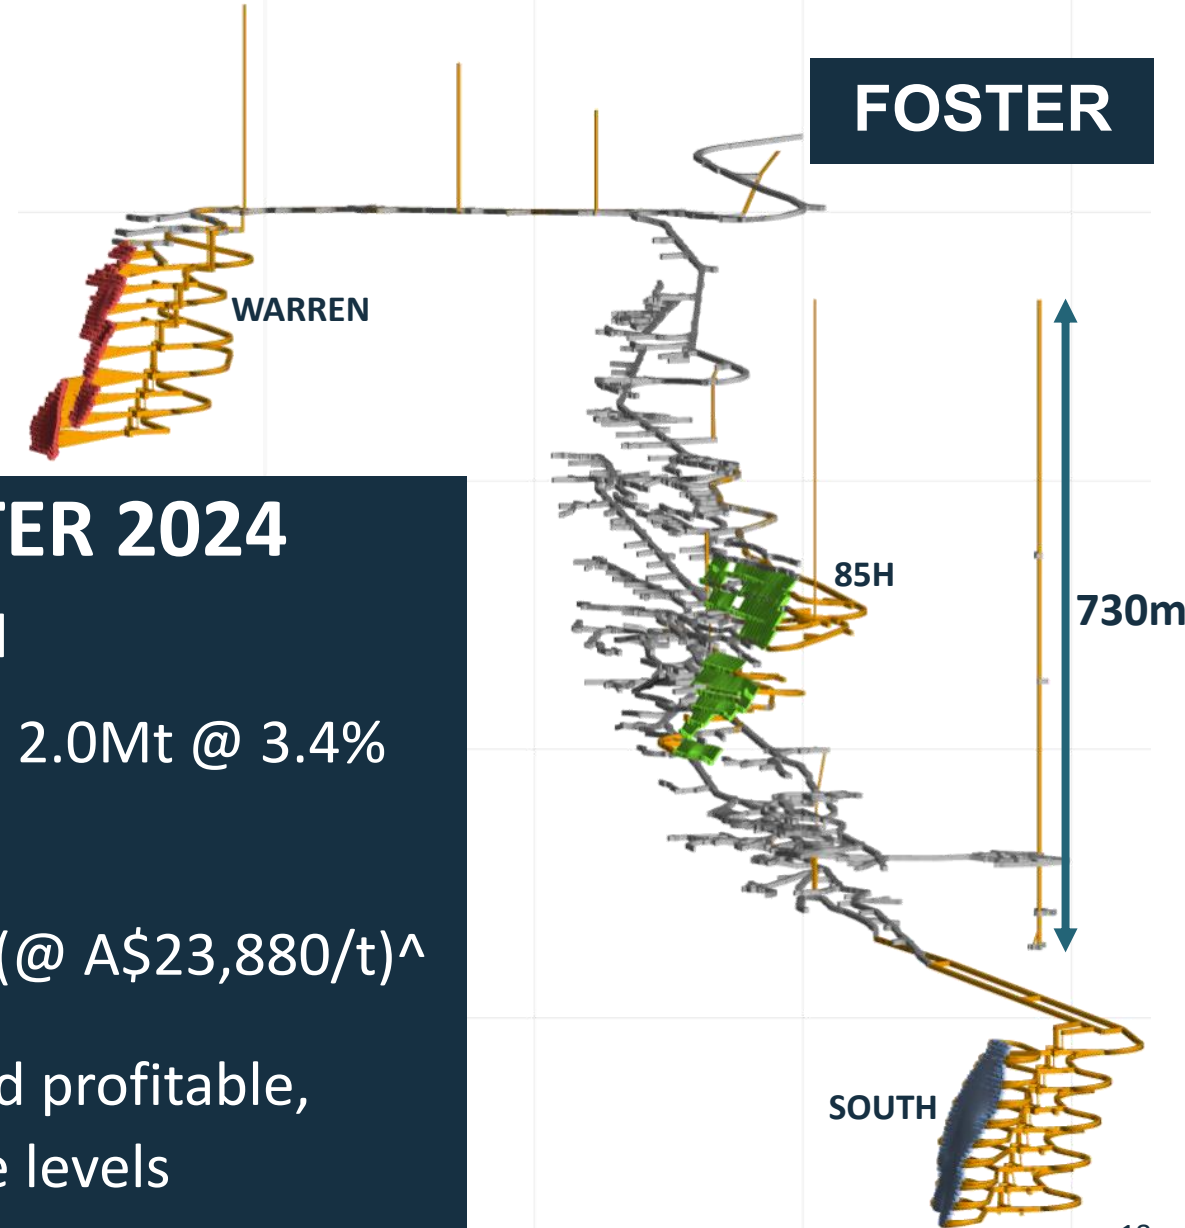 FOSTER
WARREN
85H
730m
TER 2024
2.0Mt @ 3.4%
(@ A$23,880/t)^
d profitable,
e levels
SOUTH